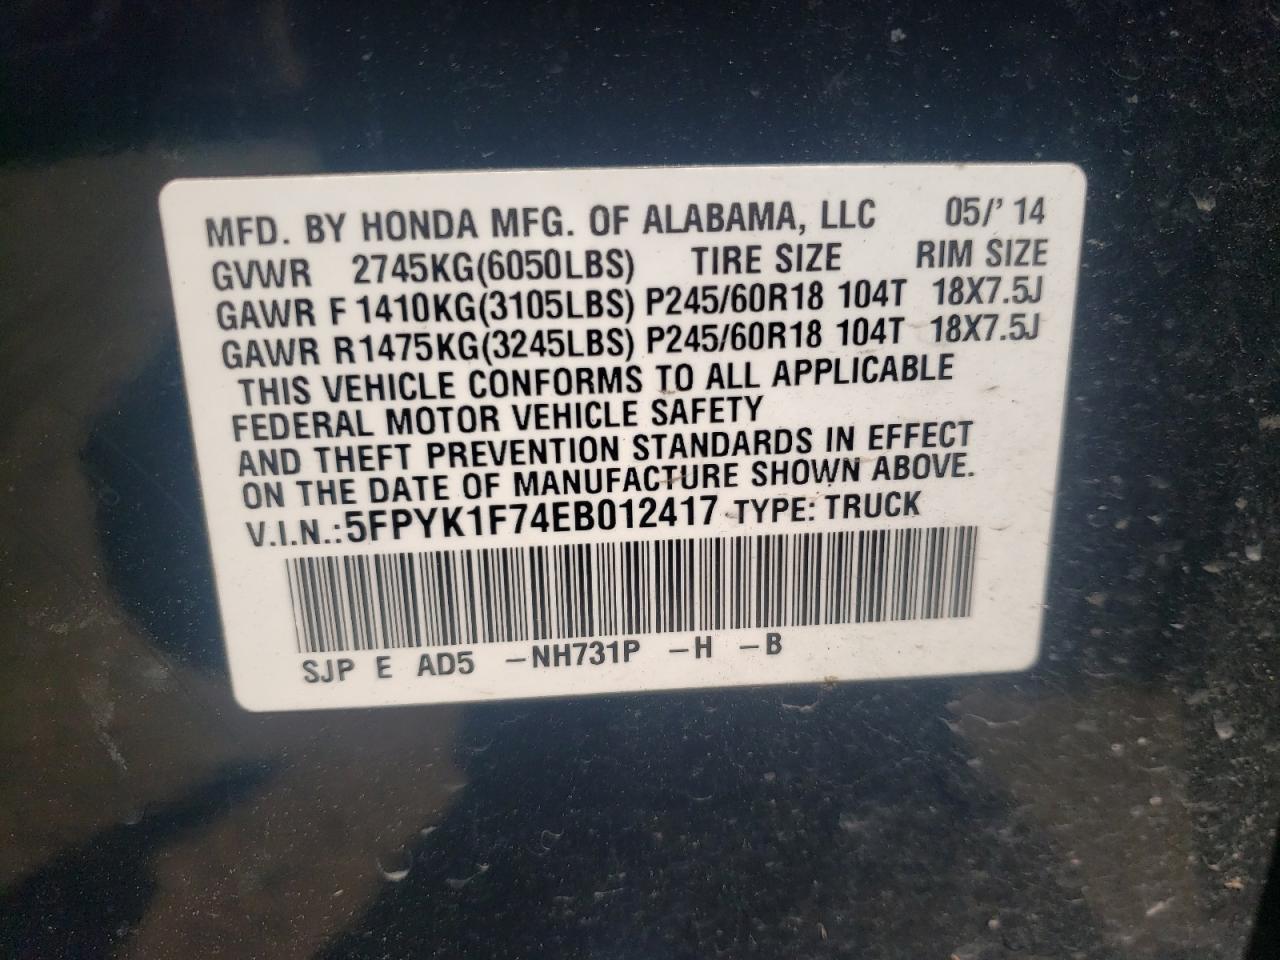 MFD. BY HONDA MFG. OF ALABAMA, LLC 05/' 14
GVWR 2745KG(6050LBS) TIRE SIZE RIM SIZE
GAWR F 1410KG(3105LBS) P245/60R18 104T 18X7.5J
GAWR R1475KG(3245LBS) P245/60R18 104T 18X7.5J
THIS VEHICLE CONFORMS TO ALL APPLICABLE
FEDERAL MOTOR VEHICLE SAFETY
AND THEFT PREVENTION STANDARDS IN EFFECT
ON THE DATE OF MANUFACTURE SHOWN ABOVE.
V.I.N.:5FPYK1F74EB012417 TYPE: TRUCK
SJP E AD5 -NH731P -H -B